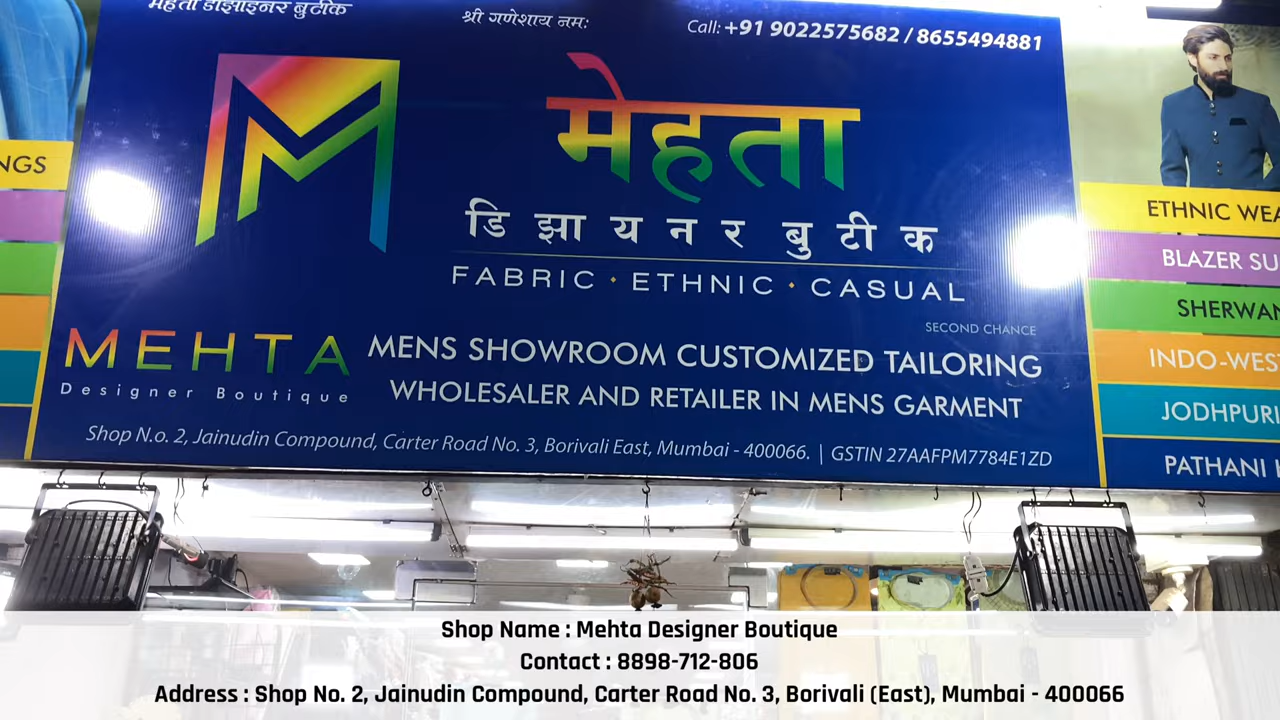 मेहता डिझाइनर बुटीक
श्री गणेशाय नमः
Call: +91 9022575682 / 8655494881
M
मेहता
डिझायनर बुटीक
FABRIC · ETHNIC · CASUAL
SECOND CHANCE
MEHTA
Designer Boutique
MENS SHOWROOM CUSTOMIZED TAILORING
WHOLESALER AND RETAILER IN MENS GARMENT
Shop N.o. 2, Jainudin Compound, Carter Road No. 3, Borivali East, Mumbai - 400066. | GSTIN 27AAFPM7784E1ZD
NGS
ETHNIC WEA
BLAZER SU
SHERWAN
INDO-WES
JODHPURI
PATHANI
Shop Name : Mehta Designer Boutique
Contact : 8898-712-806
Address : Shop No. 2, Jainudin Compound, Carter Road No. 3, Borivali (East), Mumbai - 400066